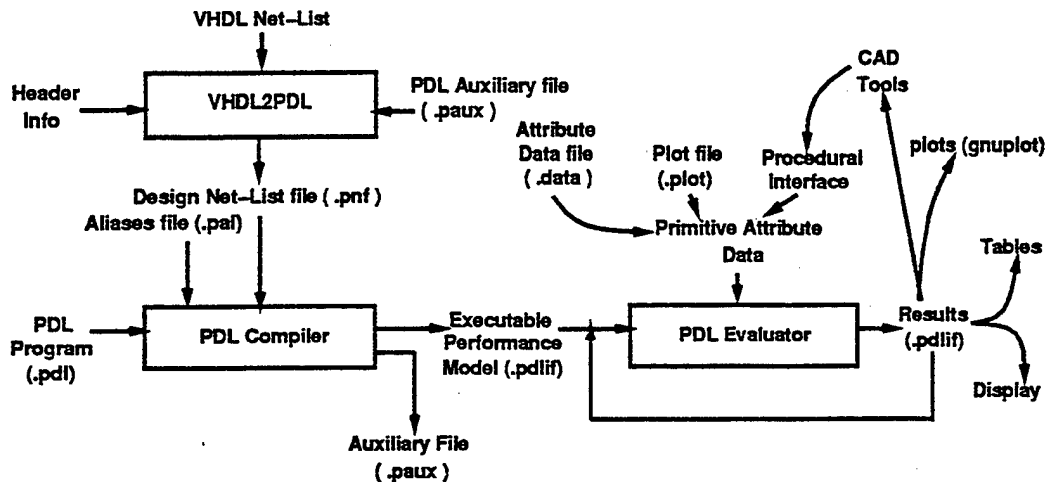 VHDL Net-List
Header
Info
VHDL2PDL
PDL Auxiliary file
( .paux )
CAD
Tools
Attribute
Data file
( .data )
Plot file
(.plot)
Procedural
Interface
plots (gnuplot)
Design Net-List file ( .pnf )
Aliases file (.pal)
Primitive Attribute
Data
Tables
PDL
Program
(.pdl)
PDL Compiler
Executable
Performance
Model (.pdlif)
PDL Evaluator
Results
(.pdlif)
Display
Auxiliary File
( .paux )